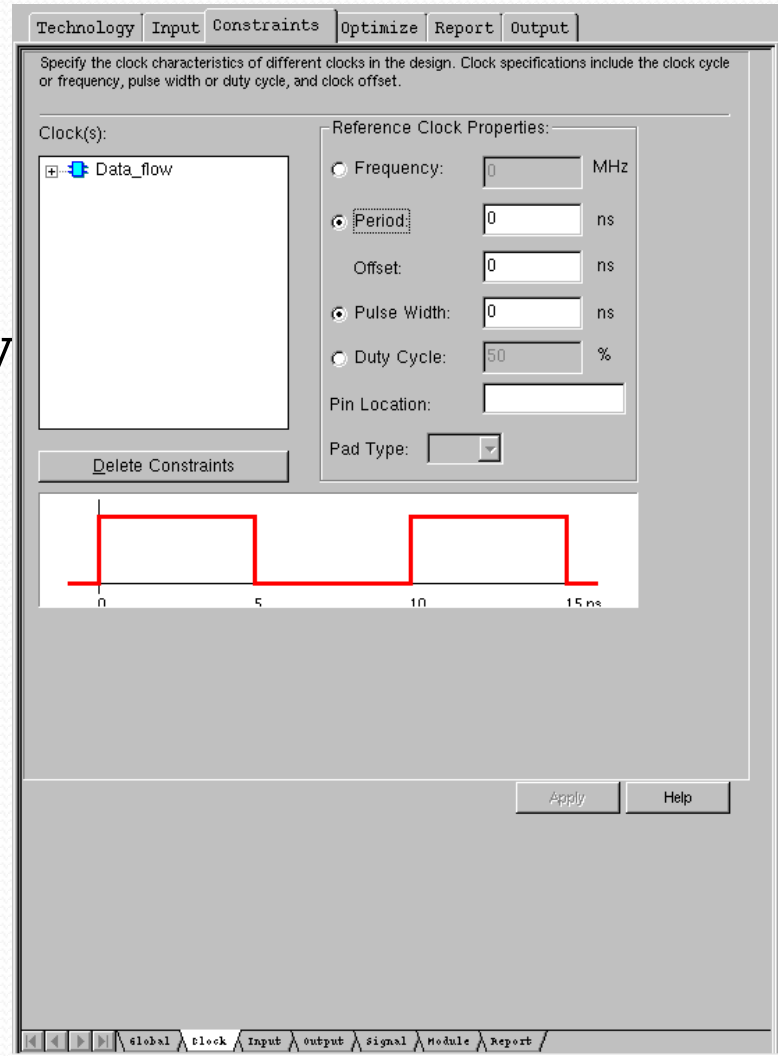 Technology Input Constraints Optimize Report Output
Specify the clock characteristics of different clocks in the design. Clock specifications include the clock cycle
or frequency, pulse width or duty cycle, and clock offset.
Clock(s):
Data_flow
Delete Constraints
Reference Clock Properties:
Frequency: 0 MHz
Period: 0 ns
Offset: 0 ns
Pulse Width: 0 ns
Duty Cycle: 50 %
Pin Location:
Pad Type:
y
0 5 10 15 ns
Apply Help
Global Clock Input Output Signal Module Report